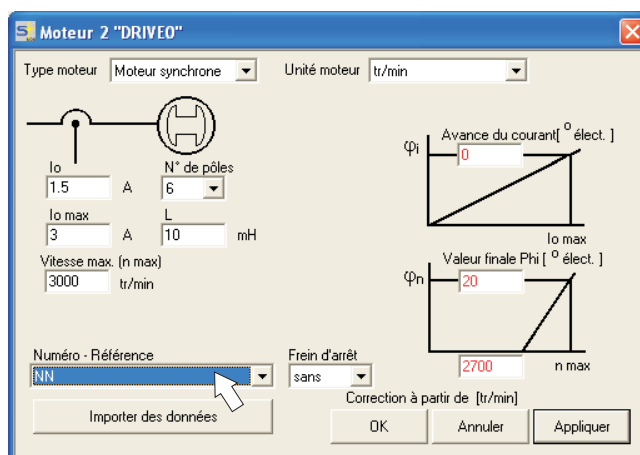 Moteur 2 "DRIVE0"
Type moteur Moteur synchrone Unité moteur tr/min
Io N° de pôles
1.5 A 6
Io max L
3 A 10 mH
Vitesse max. (n max)
3000 tr/min
Avance du courant[ ° élect. ]
φi 0
Io max
Valeur finale Phi [ ° élect. ]
φn 20
2700 n max
Correction à partir de [tr/min]
Numéro - Référence Frein d'arrêt
NN sans
Importer des données
OK Annuler Appliquer